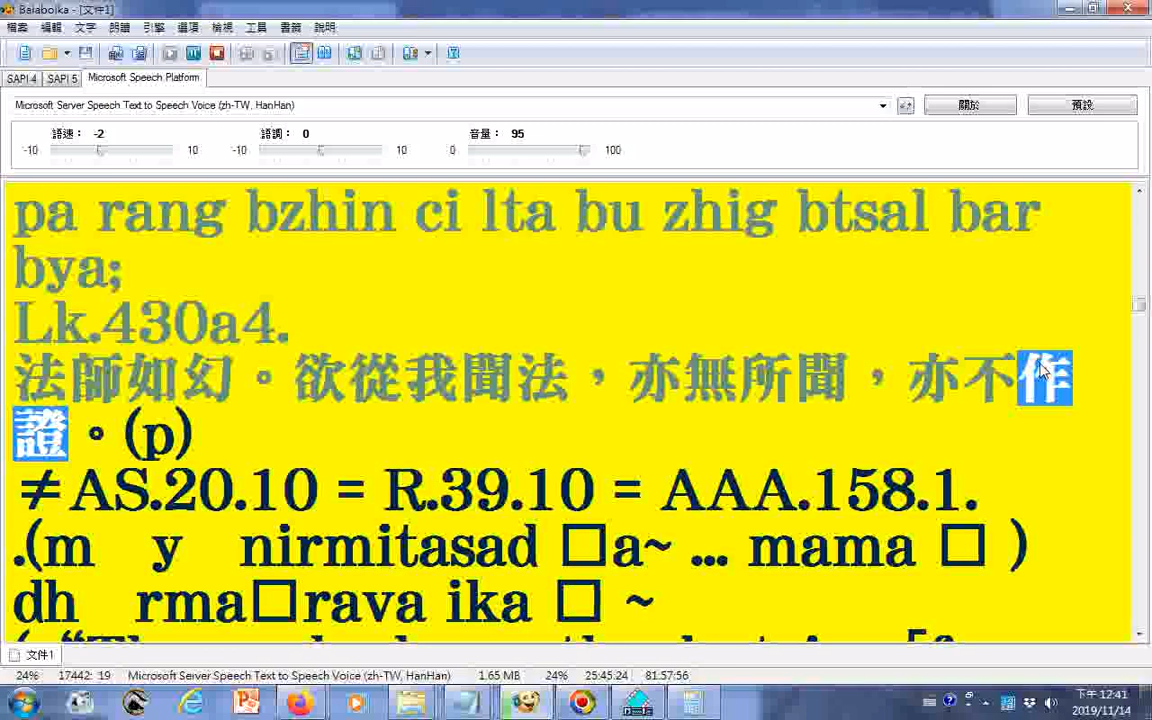 Balabolka - [文件1]
檔案 編輯 文字 朗讀 引擎 選項 檢視 工具 書籤 說明
SAPI 4 SAPI 5 Microsoft Speech Platform
Microsoft Server Speech Text to Speech Voice (zh-TW, HanHan) 關於 預設
語速： -2 語調： 0 音量： 95
-10 10 -10 10 0 100
pa rang bzhin ci lta bu zhig btsal bar
bya;
Lk.430a4.
法師如幻。欲從我聞法，亦無所聞，亦不作
證。(p)
≠AS.20.10 = R.39.10 = AAA.158.1.
.(m y nirmitasad □a~ ... mama □ )
dh rma□rava ika □ ~
文件1
24% 17442: 19 Microsoft Server Speech Text to Speech Voice (zh-TW, HanHan) 1.65 MB 24% 25:45:24 81:57:56
下午 12:41
2019/11/14